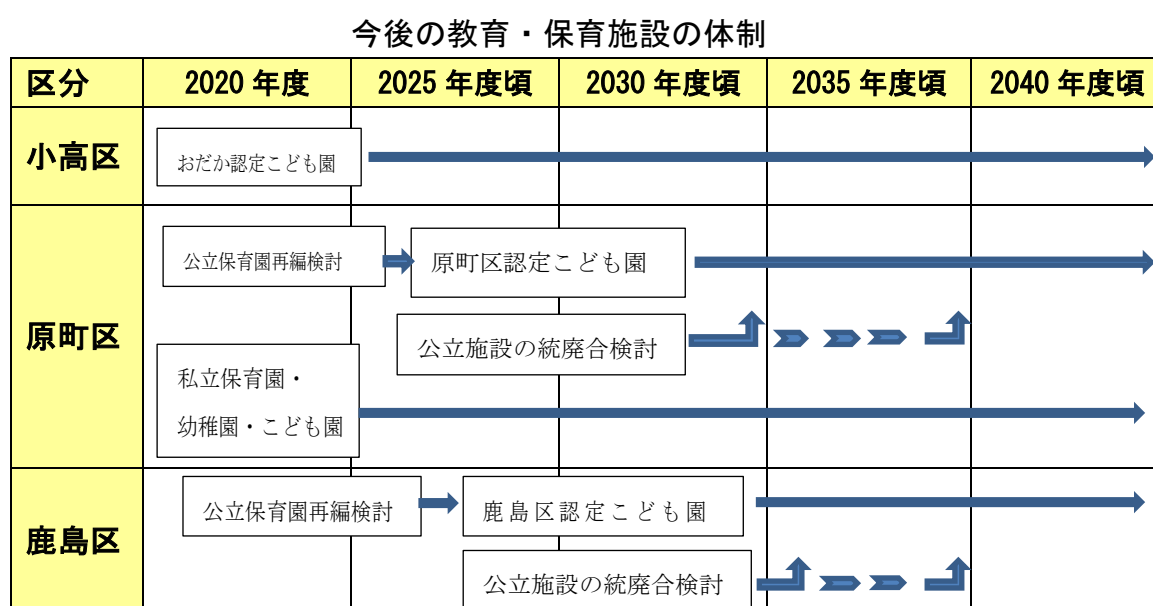 今後の教育・保育施設の体制
区分 2020 年度 2025 年度頃 2030 年度頃 2035 年度頃 2040 年度頃
小高区
おだか認定こども園
原町区
公立保育園再編検討
原町区認定こども園
公立施設の統廃合検討
私立保育園・
幼稚園・こども園
鹿島区
公立保育園再編検討
鹿島区認定こども園
公立施設の統廃合検討